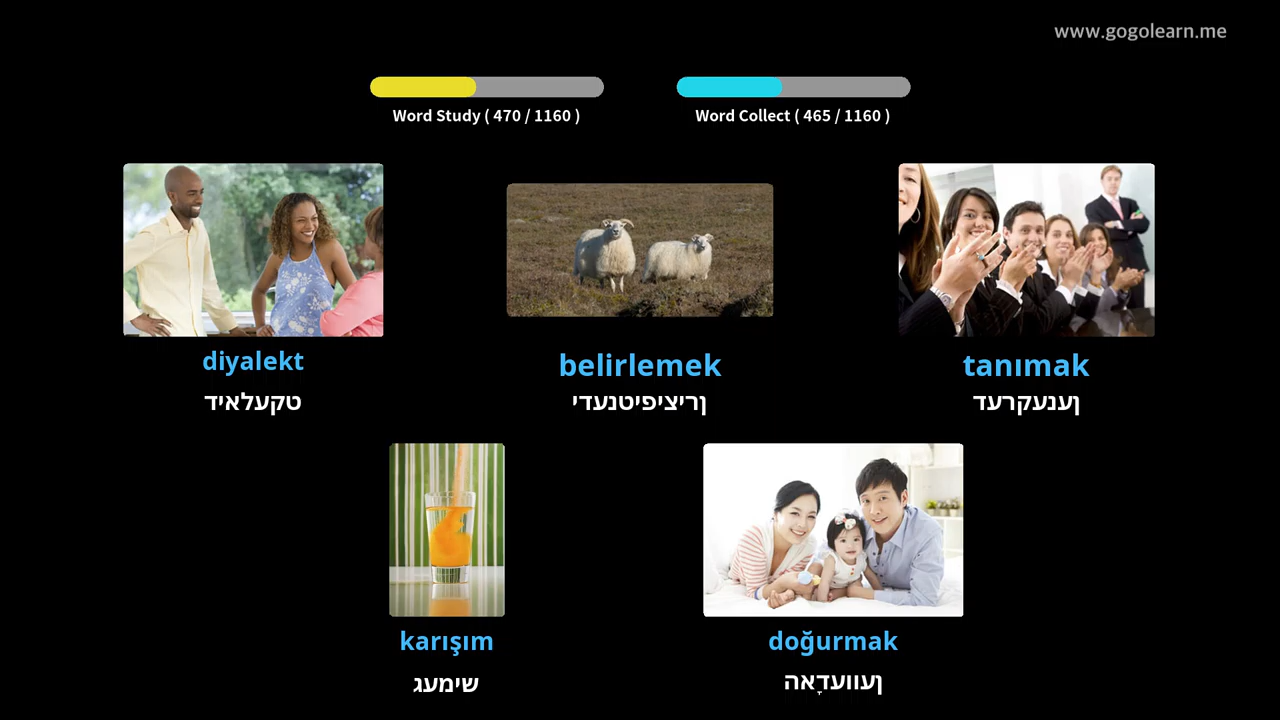 www.gogolearn.me
Word Study ( 470 / 1160 )
Word Collect ( 465 / 1160 )
diyalekt
טקעלאיד
belirlemek
ןריציפיטנעדי
tanımak
ןענעקרעד
karışım
שימעג
doğurmak
ןעוועדָאה